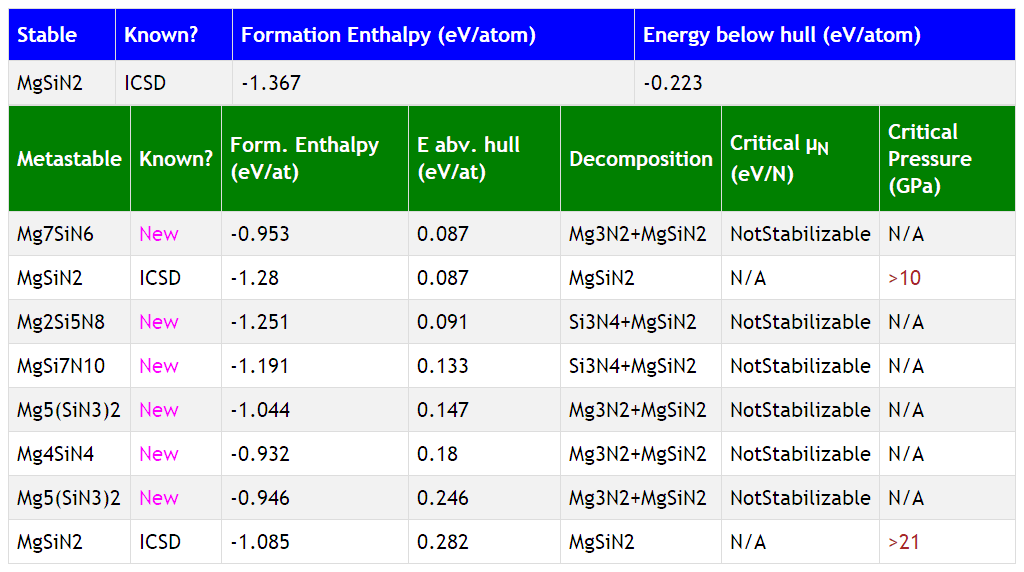 Stable Known? Formation Enthalpy (eV/atom) Energy below hull (eV/atom)
MgSiN2 ICSD -1.367 -0.223
Metastable Known? Form. Enthalpy (eV/at) E abv. hull (eV/at) Decomposition Critical μN (eV/N) Critical Pressure (GPa)
Mg7SiN6 New -0.953 0.087 Mg3N2+MgSiN2 NotStabilizable N/A
MgSiN2 ICSD -1.28 0.087 MgSiN2 N/A >10
Mg2Si5N8 New -1.251 0.091 Si3N4+MgSiN2 NotStabilizable N/A
MgSi7N10 New -1.191 0.133 Si3N4+MgSiN2 NotStabilizable N/A
Mg5(SiN3)2 New -1.044 0.147 Mg3N2+MgSiN2 NotStabilizable N/A
Mg4SiN4 New -0.932 0.18 Mg3N2+MgSiN2 NotStabilizable N/A
Mg5(SiN3)2 New -0.946 0.246 Mg3N2+MgSiN2 NotStabilizable N/A
MgSiN2 ICSD -1.085 0.282 MgSiN2 N/A >21